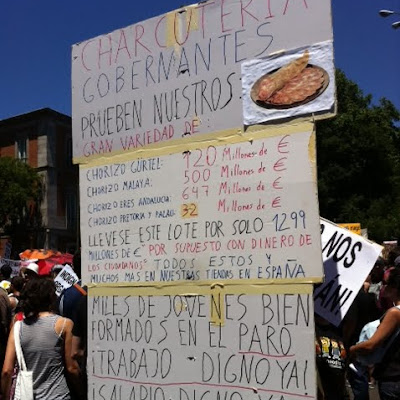 CHARCUTERIA
GOBERNANTES
PRUEBEN NUESTROS
GRAN VARIEDAD DE :
CHORIZO GÜRTEL: 120 Millones de €
CHORIZO MALAYA: 500 Millones de €
CHORIZO ERES ANDALUCIA: 647 Millones de €
CHORIZO PRETORIA Y PALAO: 32 Millones de €
LLEVESE ESTE LOTE POR SOLO 1299
MILLONES DE € "POR SUPUESTO CON DINERO DE
LOS CIUDADANOS" TODOS ESTOS Y
MUCHOS MAS EN NUESTRAS TIENDAS EN ESPAÑA
MILES DE JOVENES BIEN
FORMADOS EN EL PARO
¡TRABAJO DIGNO YA!
¡SALARIO DIGNO YA!
NOS